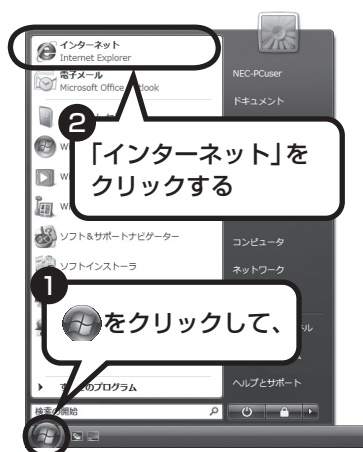 インターネット
Internet Explorer
電子メール
Microsoft Office
NEC-PCuser
ドキュメント
2
「インターネット」を
クリックする
ソフト&サポートナビゲーター
コンピュータ
ソフトインストーラ
ネットワーク
1
をクリックして、
プログラム
ヘルプとサポート
検索の開始